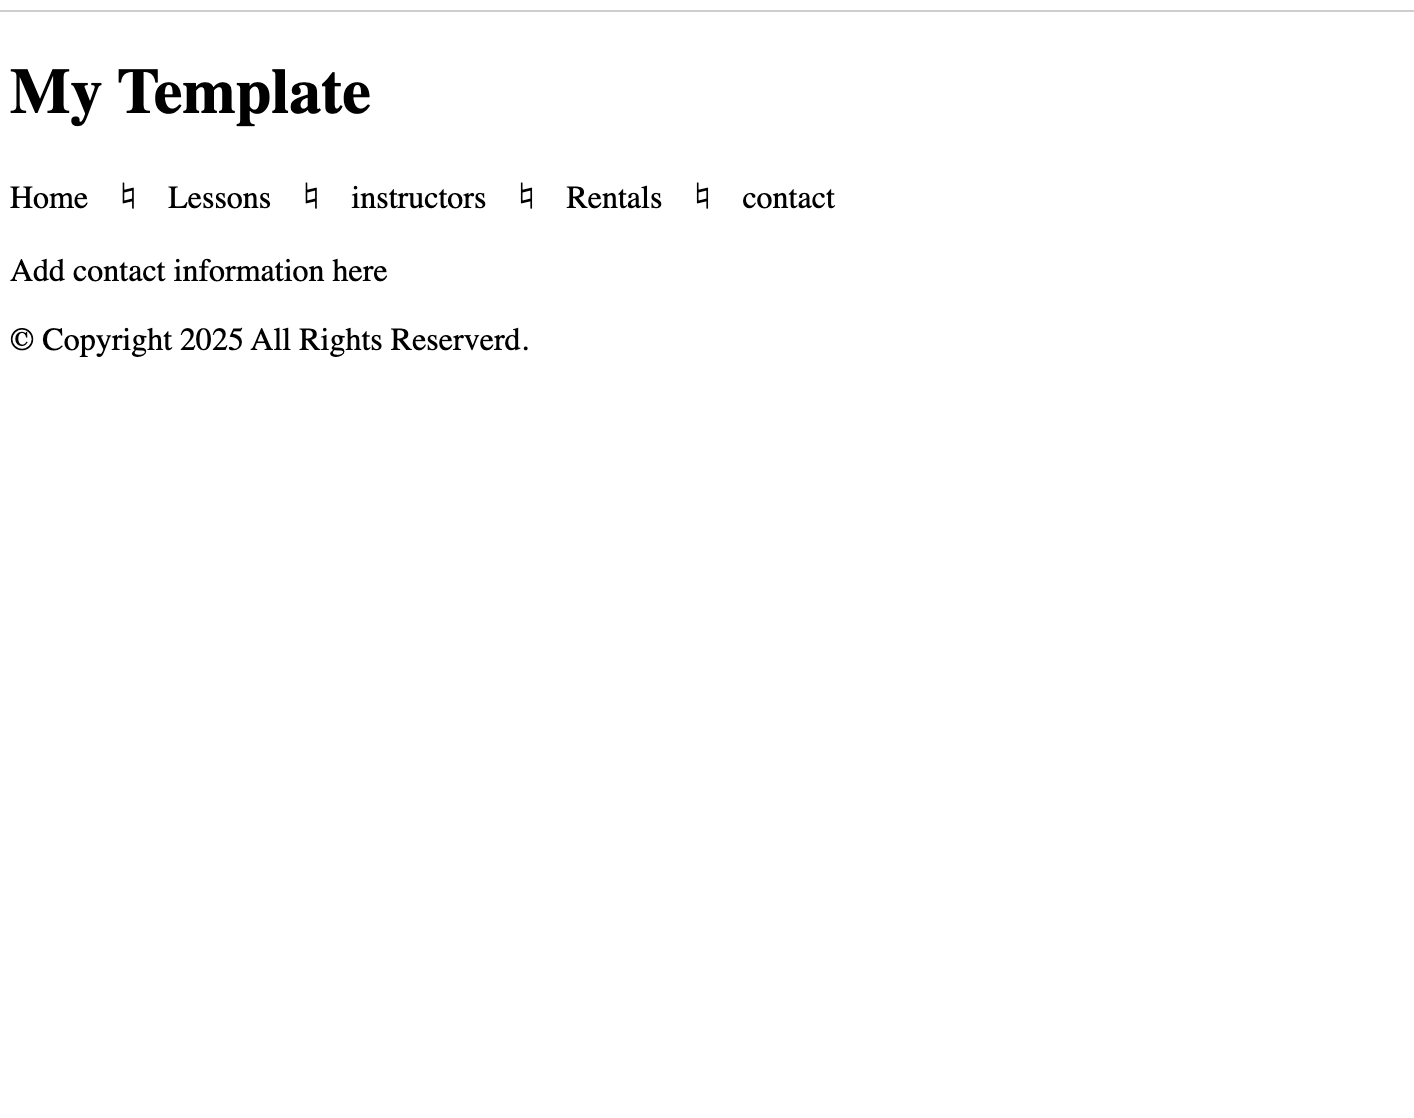 My Template
Home ♮ Lessons ♮ instructors ♮ Rentals ♮ contact
Add contact information here
© Copyright 2025 All Rights Reserverd.